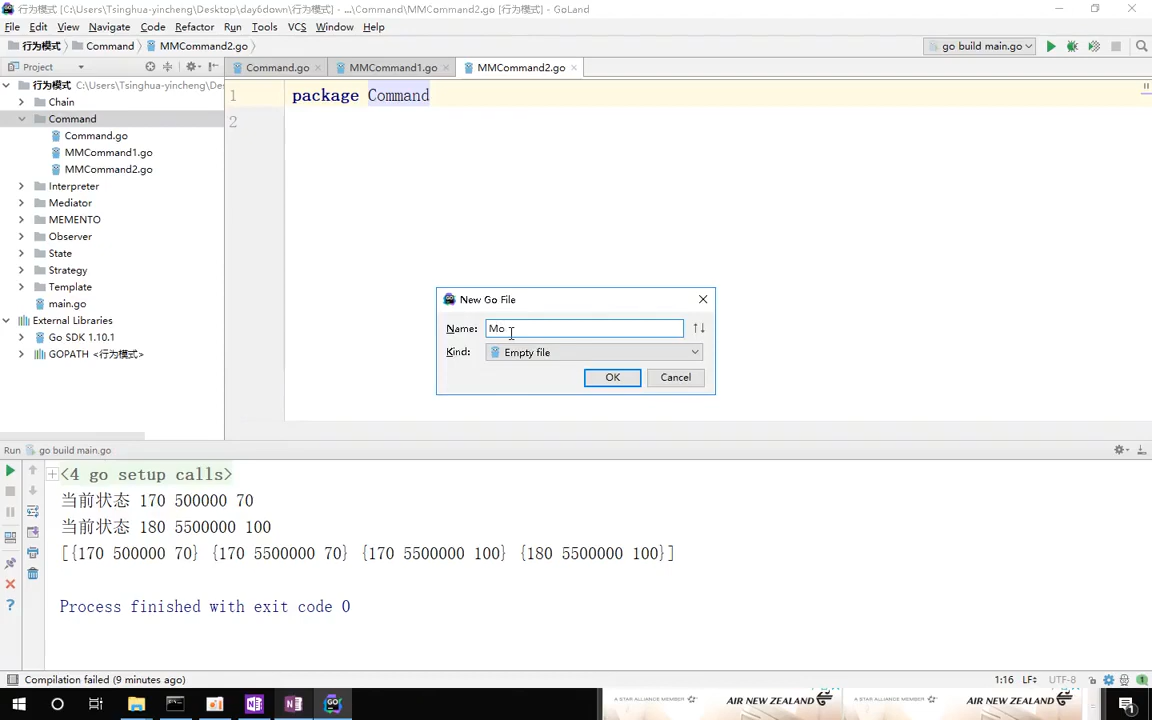 行为模式 [C:\Users\Tsinghua-yincheng\Desktop\day6down\行为模式] - ...\Command\MMCommand2.go [行为模式] - GoLand
File Edit View Navigate Code Refactor Run Tools VCS Window Help
行为模式 Command MMCommand2.go go build main.go
Project Command.go MMCommand1.go MMCommand2.go
行为模式 C:\Users\Tsinghua-yincheng\De
Chain
Command
Command.go
MMCommand1.go
MMCommand2.go
Interpreter
Mediator
MEMENTO
Observer
State
Strategy
Template
main.go
External Libraries
Go SDK 1.10.1
GOPATH <行为模式>
1 package Command
2
New Go File
Name: Mo
Kind: Empty file
OK Cancel
Run go build main.go
<4 go setup calls>
当前状态 170 500000 70
当前状态 180 5500000 100
[{170 500000 70} {170 5500000 70} {170 5500000 100} {180 5500000 100}]
Process finished with exit code 0
Compilation failed (9 minutes ago) 1:16 LF÷ UTF-8
A STAR ALLIANCE MEMBER AIR NEW ZEALAND A STAR ALLIANCE MEMBER AIR NEW ZEALAND